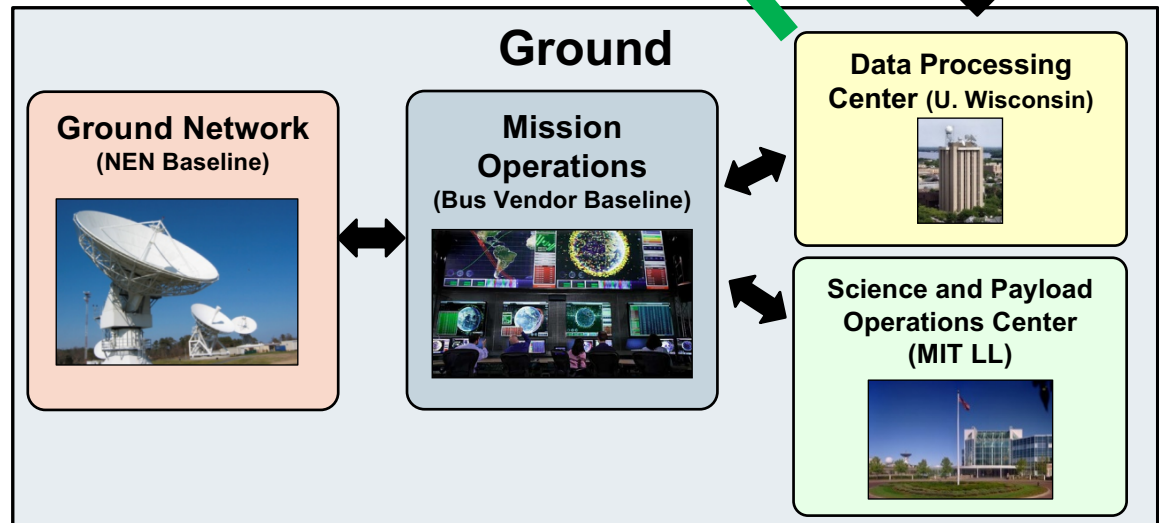 Ground
Ground Network
(NEN Baseline)
Mission
Operations
(Bus Vendor Baseline)
Data Processing
Center (U. Wisconsin)
Science and Payload
Operations Center
(MIT LL)